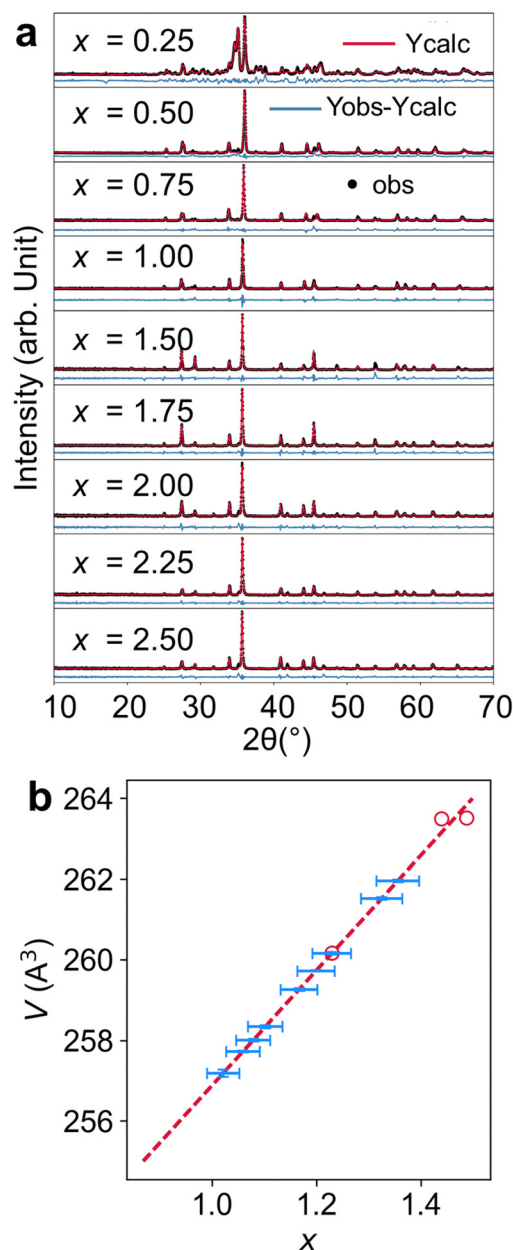 a
x = 0.25
Ycalc
x = 0.50
Yobs-Ycalc
x = 0.75
obs
x = 1.00
x = 1.50
x = 1.75
x = 2.00
x = 2.25
x = 2.50
Intensity (arb. Unit)
10 20 30 40 50 60 70
2θ(°)
b
264
262
260
258
256
V (A³)
1.0 1.2 1.4
x